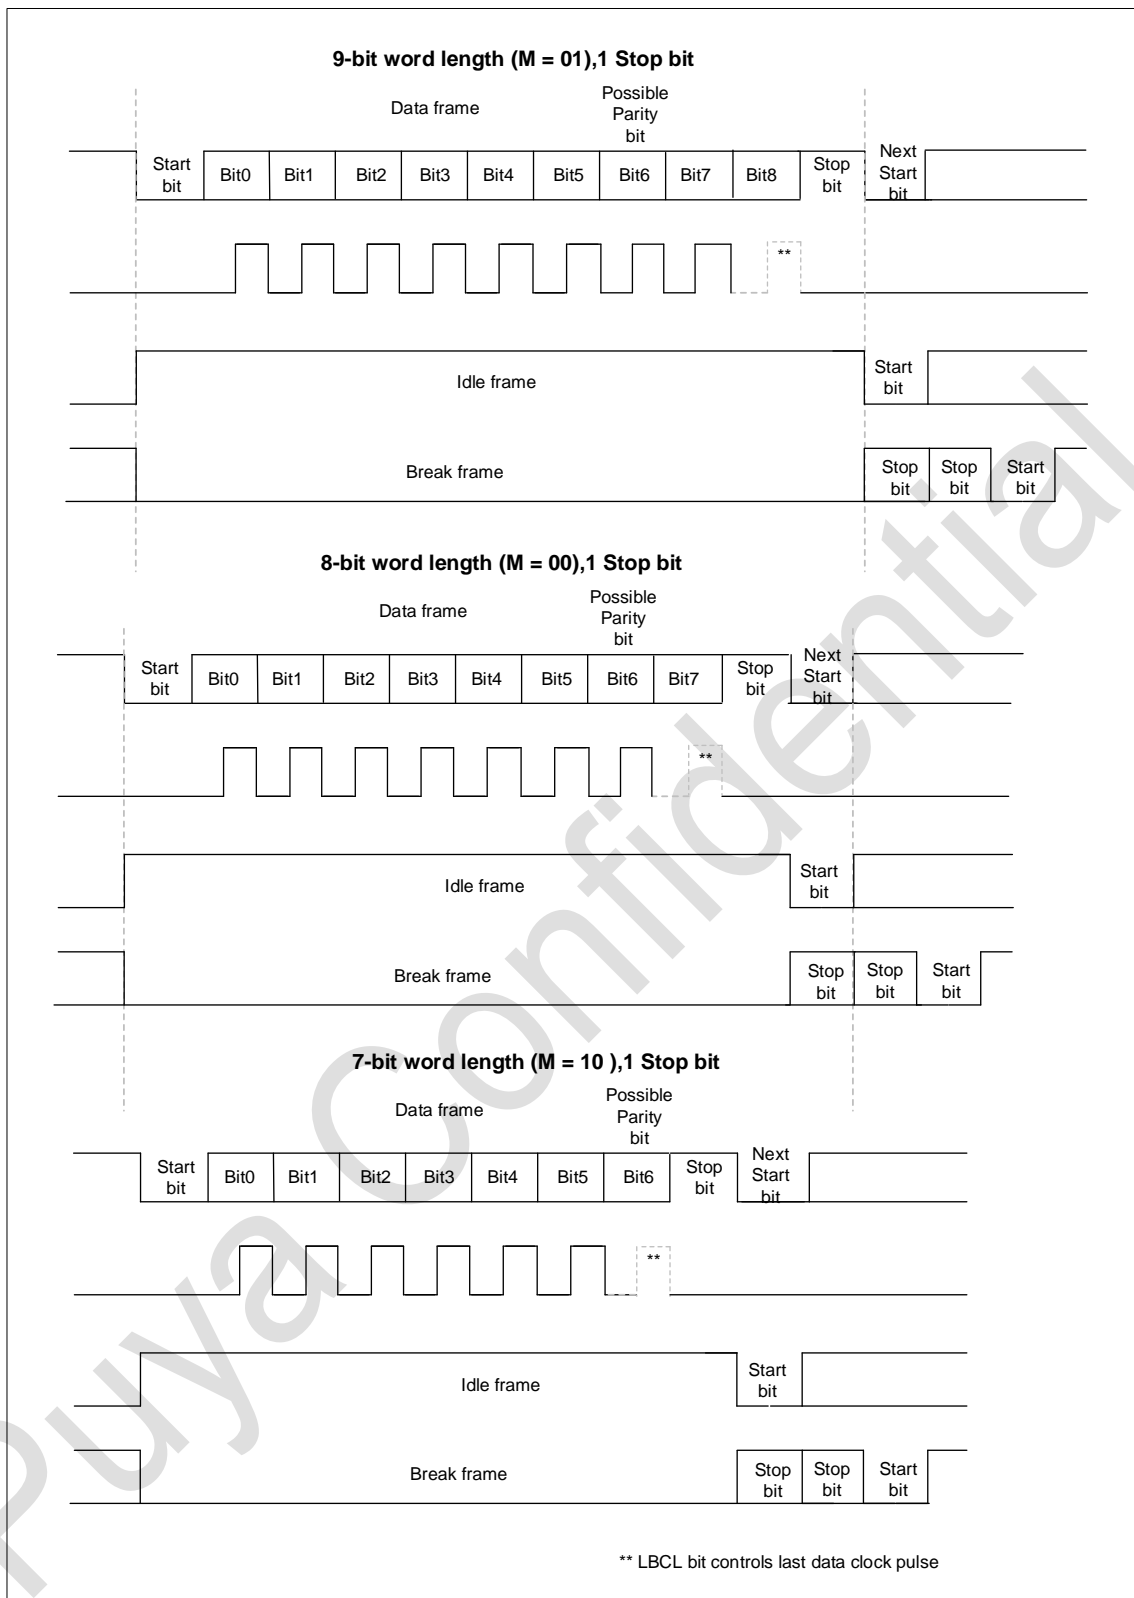 9-bit word length (M = 01),1 Stop bit
Data frame
Possible
Parity
bit
Start
bit
Bit0
Bit1
Bit2
Bit3
Bit4
Bit5
Bit6
Bit7
Bit8
Stop
bit
Next
Start
bit
**
Idle frame
Start
bit
Break frame
Stop
bit
Stop
bit
Start
bit
8-bit word length (M = 00),1 Stop bit
Data frame
Possible
Parity
bit
Start
bit
Bit0
Bit1
Bit2
Bit3
Bit4
Bit5
Bit6
Bit7
Stop
bit
Next
Start
bit
**
Idle frame
Start
bit
Break frame
Stop
bit
Stop
bit
Start
bit
7-bit word length (M = 10 ),1 Stop bit
Data frame
Possible
Parity
bit
Start
bit
Bit0
Bit1
Bit2
Bit3
Bit4
Bit5
Bit6
Stop
bit
Next
Start
bit
**
Idle frame
Start
bit
Break frame
Stop
bit
Stop
bit
Start
bit
** LBCL bit controls last data clock pulse
Puya Confidential